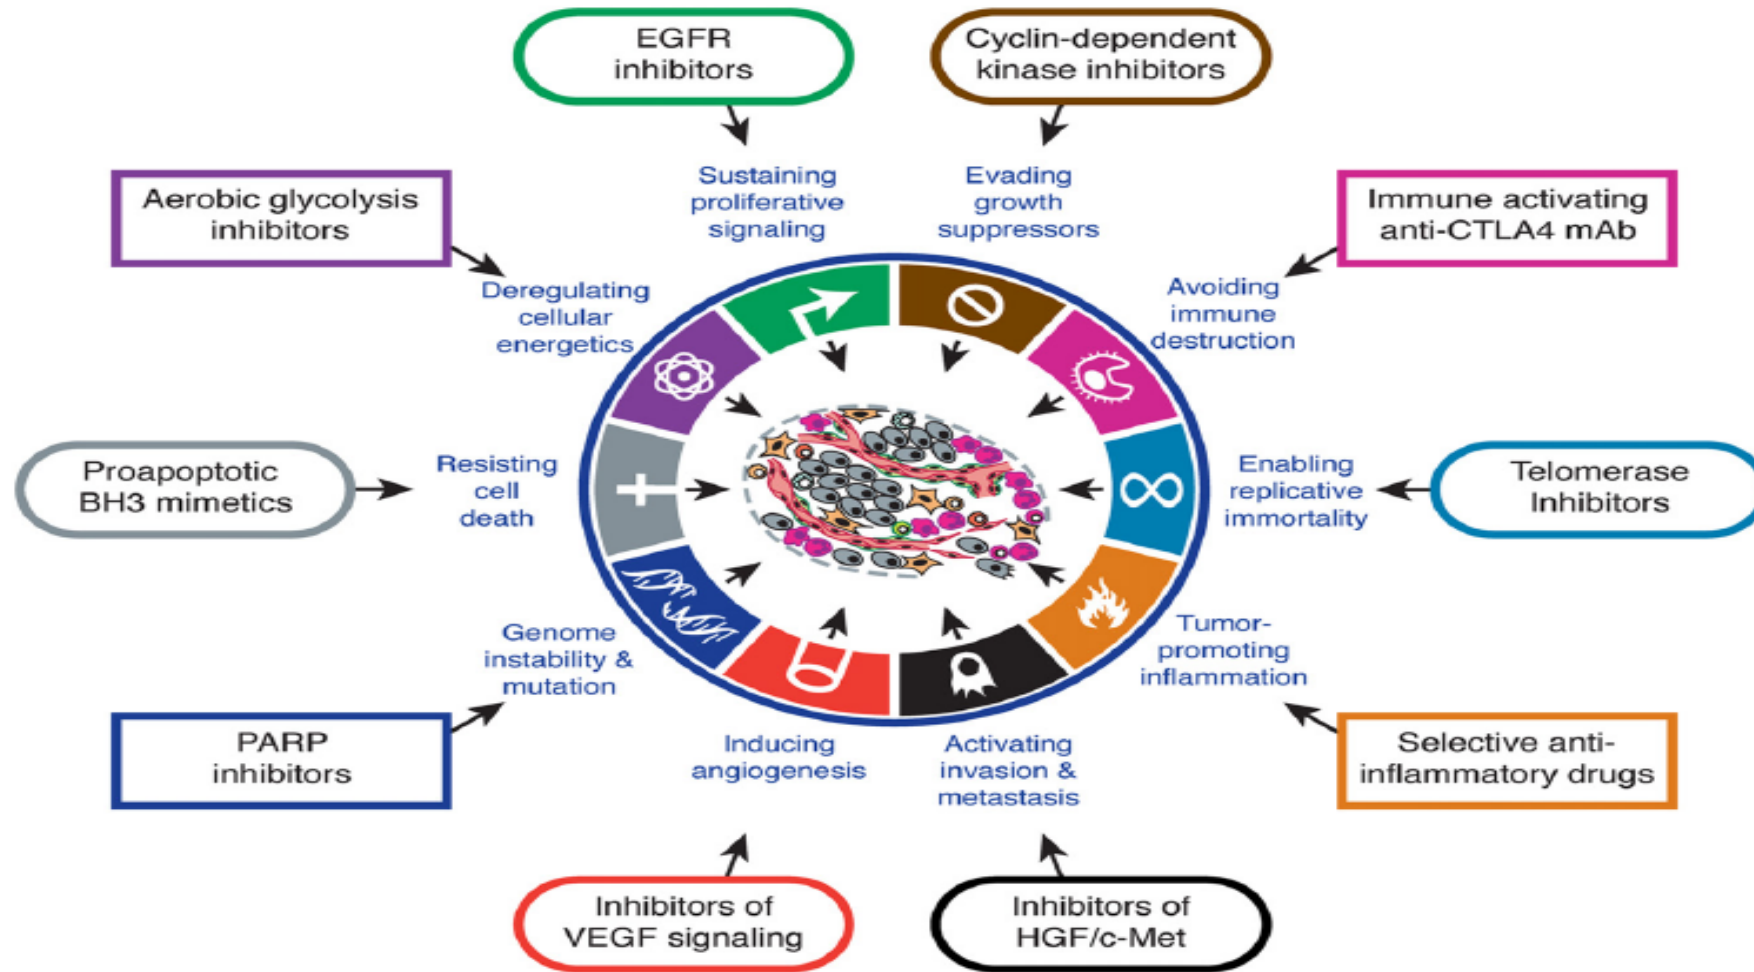 EGFR
inhibitors
Cyclin-dependent
kinase inhibitors
Sustaining
proliferative
signaling
Evading
growth
suppressors
Aerobic glycolysis
inhibitors
Immune activating
anti-CTLA4 mAb
Deregulating
cellular
energetics
Avoiding
immune
destruction
Proapoptotic
BH3 mimetics
Resisting
cell
death
Enabling
replicative
immortality
Telomerase
Inhibitors
Genome
instability &
mutation
Tumor-
promoting
inflammation
PARP
inhibitors
Inducing
angiogenesis
Activating
invasion &
metastasis
Selective anti-
inflammatory drugs
Inhibitors of
VEGF signaling
Inhibitors of
HGF/c-Met